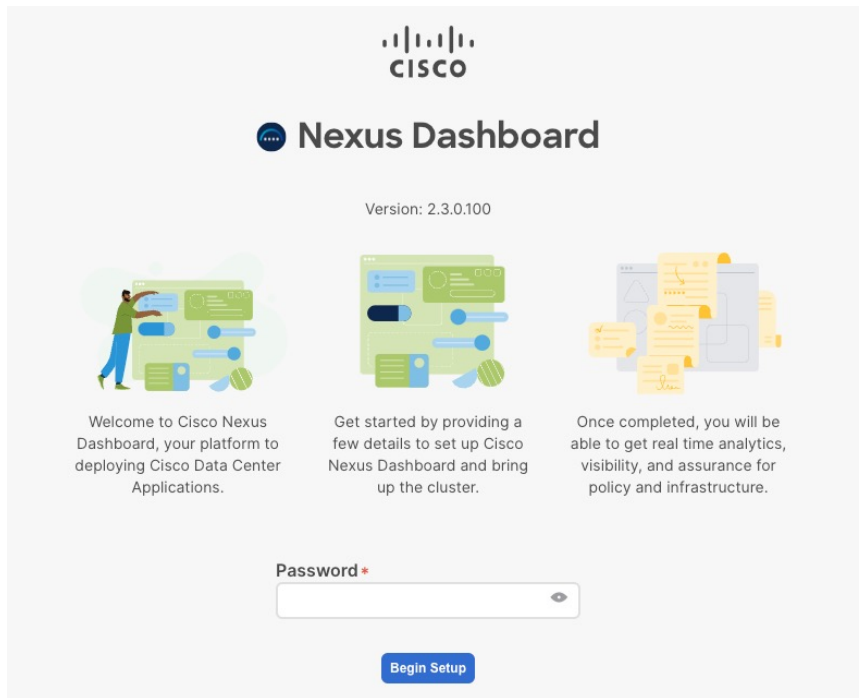 CISCO
Nexus Dashboard
Version: 2.3.0.100
Welcome to Cisco Nexus
Dashboard, your platform to
deploying Cisco Data Center
Applications.
Get started by providing a
few details to set up Cisco
Nexus Dashboard and bring
up the cluster.
Once completed, you will be
able to get real time analytics,
visibility, and assurance for
policy and infrastructure.
Password *
Begin Setup